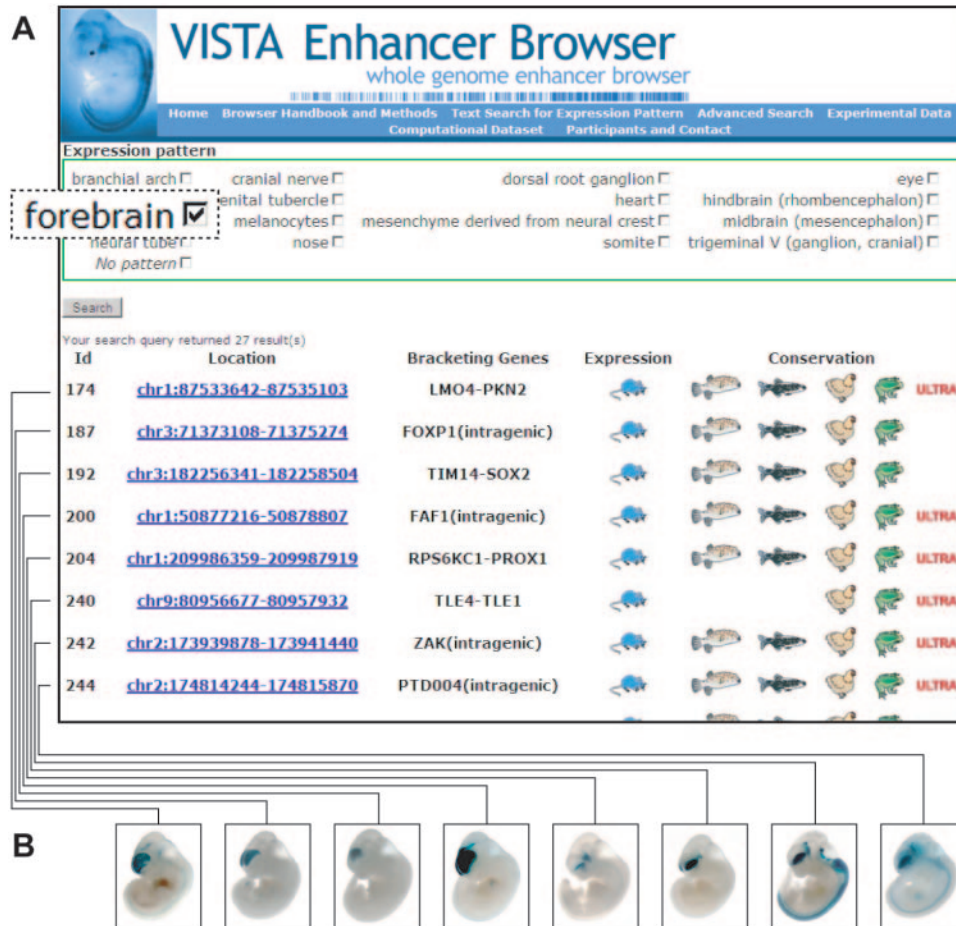 A
VISTA Enhancer Browser
whole genome enhancer browser
Home Browser Handbook and Methods Text Search for Expression Pattern Advanced Search Experimental Data
Computational Dataset Participants and Contact
Expression pattern
branchial arch cranial nerve dorsal root ganglion eye
forebrain enital tubercle heart hindbrain (rhombencephalon)
melanocytes mesenchyme derived from neural crest midbrain (mesencephalon)
neural tube nose somite trigeminal V (ganglion, cranial)
No pattern
Search
Your search query returned 27 result(s)
Id Location Bracketing Genes Expression Conservation
174 chr1:87533642-87535103 LMO4-PKN2 ULTRA
187 chr3:71373108-71375274 FOXP1(intragenic)
192 chr3:182256341-182258504 TIM14-SOX2
200 chr1:50877216-50878807 FAF1(intragenic) ULTRA
204 chr1:209986359-209987919 RPS6KC1-PROX1 ULTRA
240 chr9:80956677-80957932 TLE4-TLE1 ULTRA
242 chr2:173939878-173941440 ZAK(intragenic) ULTRA
244 chr2:174814244-174815870 PTD004(intragenic) ULTRA
B